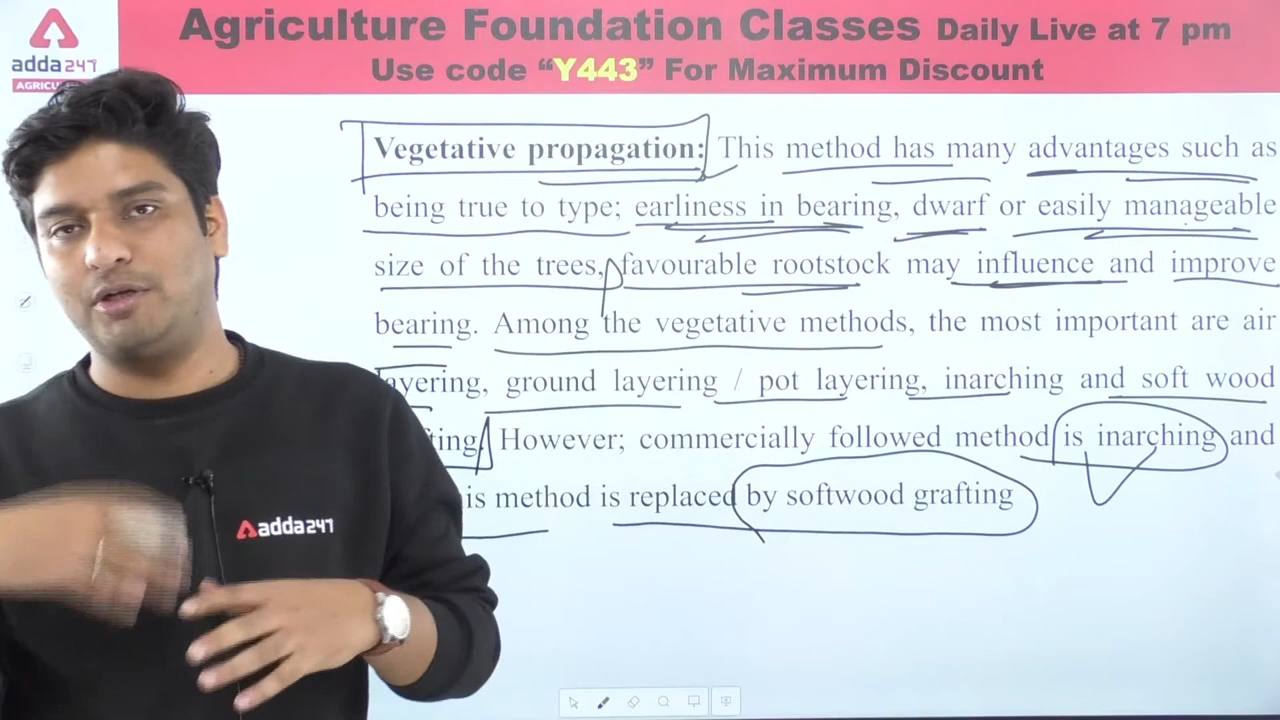 Agriculture Foundation Classes Daily Live at 7 pm
Use code “Y443” For Maximum Discount
adda247
Vegetative propagation: This method has many advantages such as
being true to type; earliness in bearing, dwarf or easily manageable
size of the trees, favourable rootstock may influence and improve
bearing. Among the vegetative methods, the most important are air
layering, ground layering / pot layering, inarching and soft wood
However; commercially followed method is inarching and
method is replaced by softwood grafting
adda247